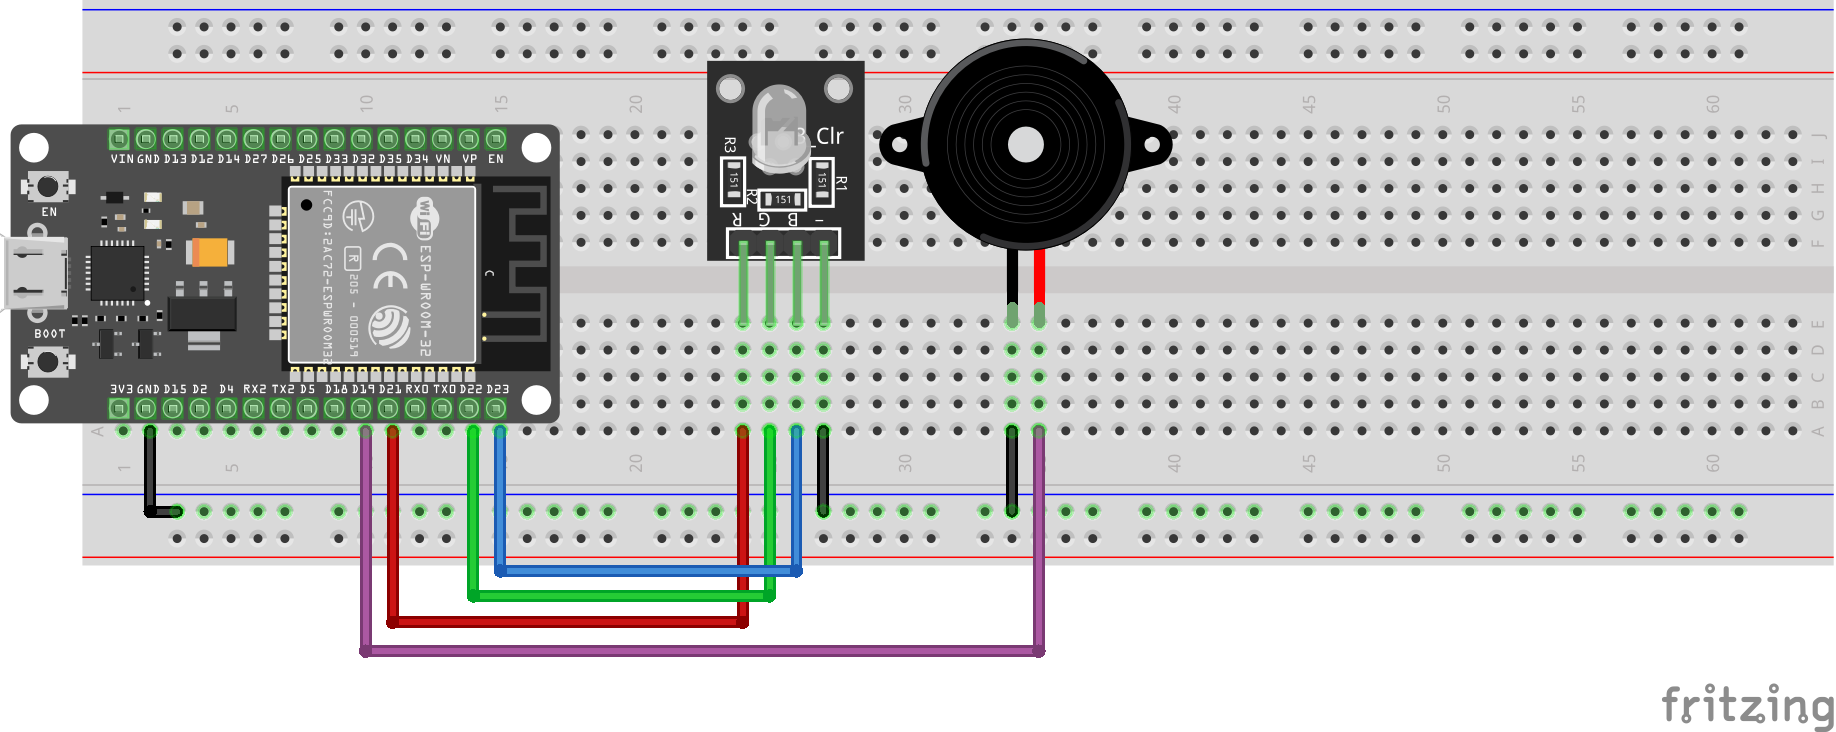 1 5 10 15 20 30 40 45 50 55 60
J
I
H
G
F
VIN GND D13 D12 D14 D27 D26 D25 D33 D32 D35 D34 VN VP EN
EN
BOOT
WiFi
ESP-WROOM-32
CE
R
205 - 000519
FCC ID:2AC7Z-ESPWROOM32
C
3V3 GND D15 D2 D4 RX2 TX2 D5 D18 D19 D21 RX0 TX0 D22 D23
_Clr
R3
R2
R1
151
151
151
R G B -
E
D
C
B
A
A
1 5 20 30 40 45 50 55 60
fritzing